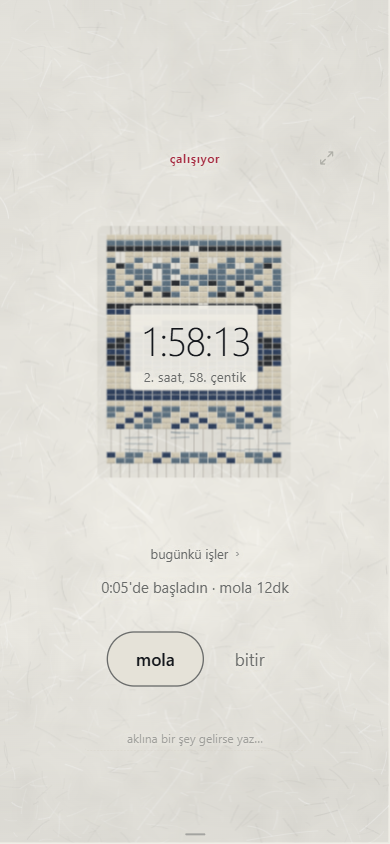 çalışıyor
1:58:13
2. saat, 58. çentik
bugünkü işler ›
0:05'de başladın · mola 12dk
mola
bitir
aklına bir şey gelirse yaz...